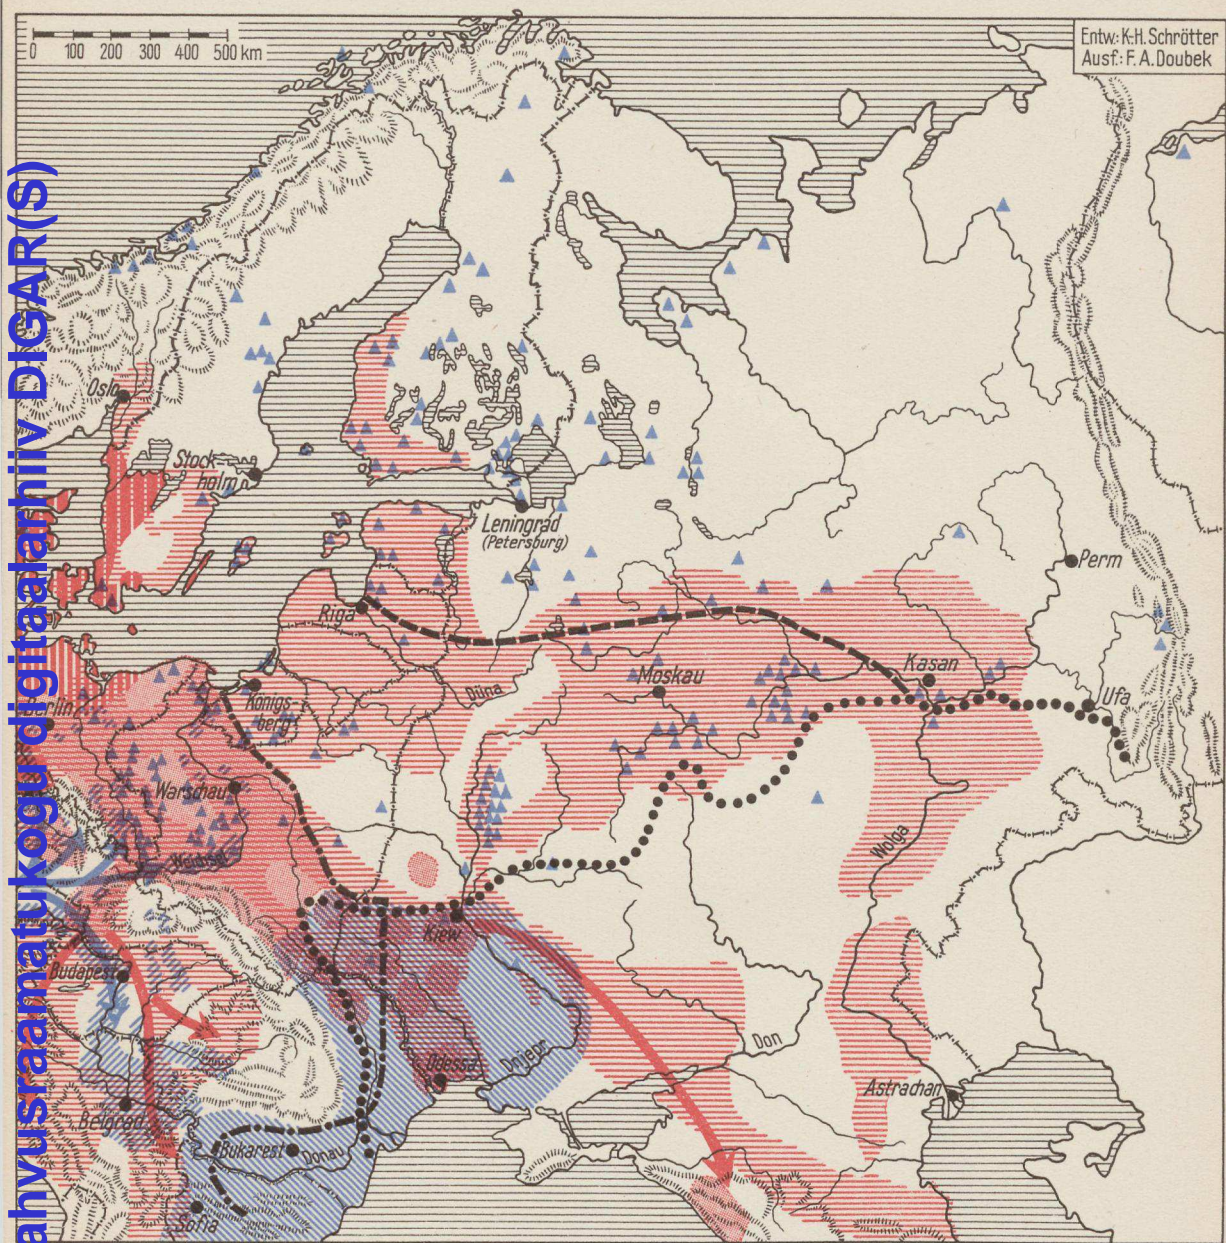 0 100 200 300 400 500 km
Entw.: K.-H. Schrötter
Ausf.: F. A. Doubek
ahvusraamatukogu digitaalarhiiv DIGAR(S)
Oslo
Stock-
holm
Leningrad
(Petersburg)
Perm
Riga
Moskau
Kasan
Ufa
Düna
Königs-
berg
Berlin
Warschau
Weichsel
Wolga
Kiew
Budapest
Don
Odessa
Dnjepr
Astrachan
Belgrad
Bukarest
Donau
Sofia